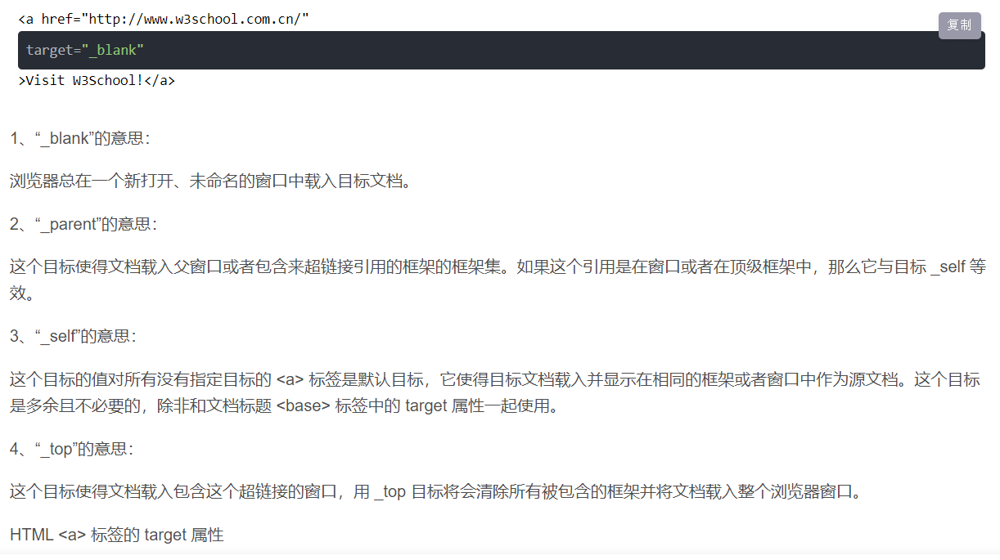 <a href="http://www.w3school.com.cn/"
复制
target="_blank"
>Visit W3School!</a>
1、“_blank”的意思：
浏览器总在一个新打开、未命名的窗口中载入目标文档。
2、“_parent”的意思：
这个目标使得文档载入父窗口或者包含来超链接引用的框架的框架集。如果这个引用是在窗口或者在顶级框架中，那么它与目标 _self 等
效。
3、“_self”的意思：
这个目标的值对所有没有指定目标的 <a> 标签是默认目标，它使得目标文档载入并显示在相同的框架或者窗口中作为源文档。这个目标
是多余且不必要的，除非和文档标题 <base> 标签中的 target 属性一起使用。
4、“_top”的意思：
这个目标使得文档载入包含这个超链接的窗口，用 _top 目标将会清除所有被包含的框架并将文档载入整个浏览器窗口。
HTML <a> 标签的 target 属性